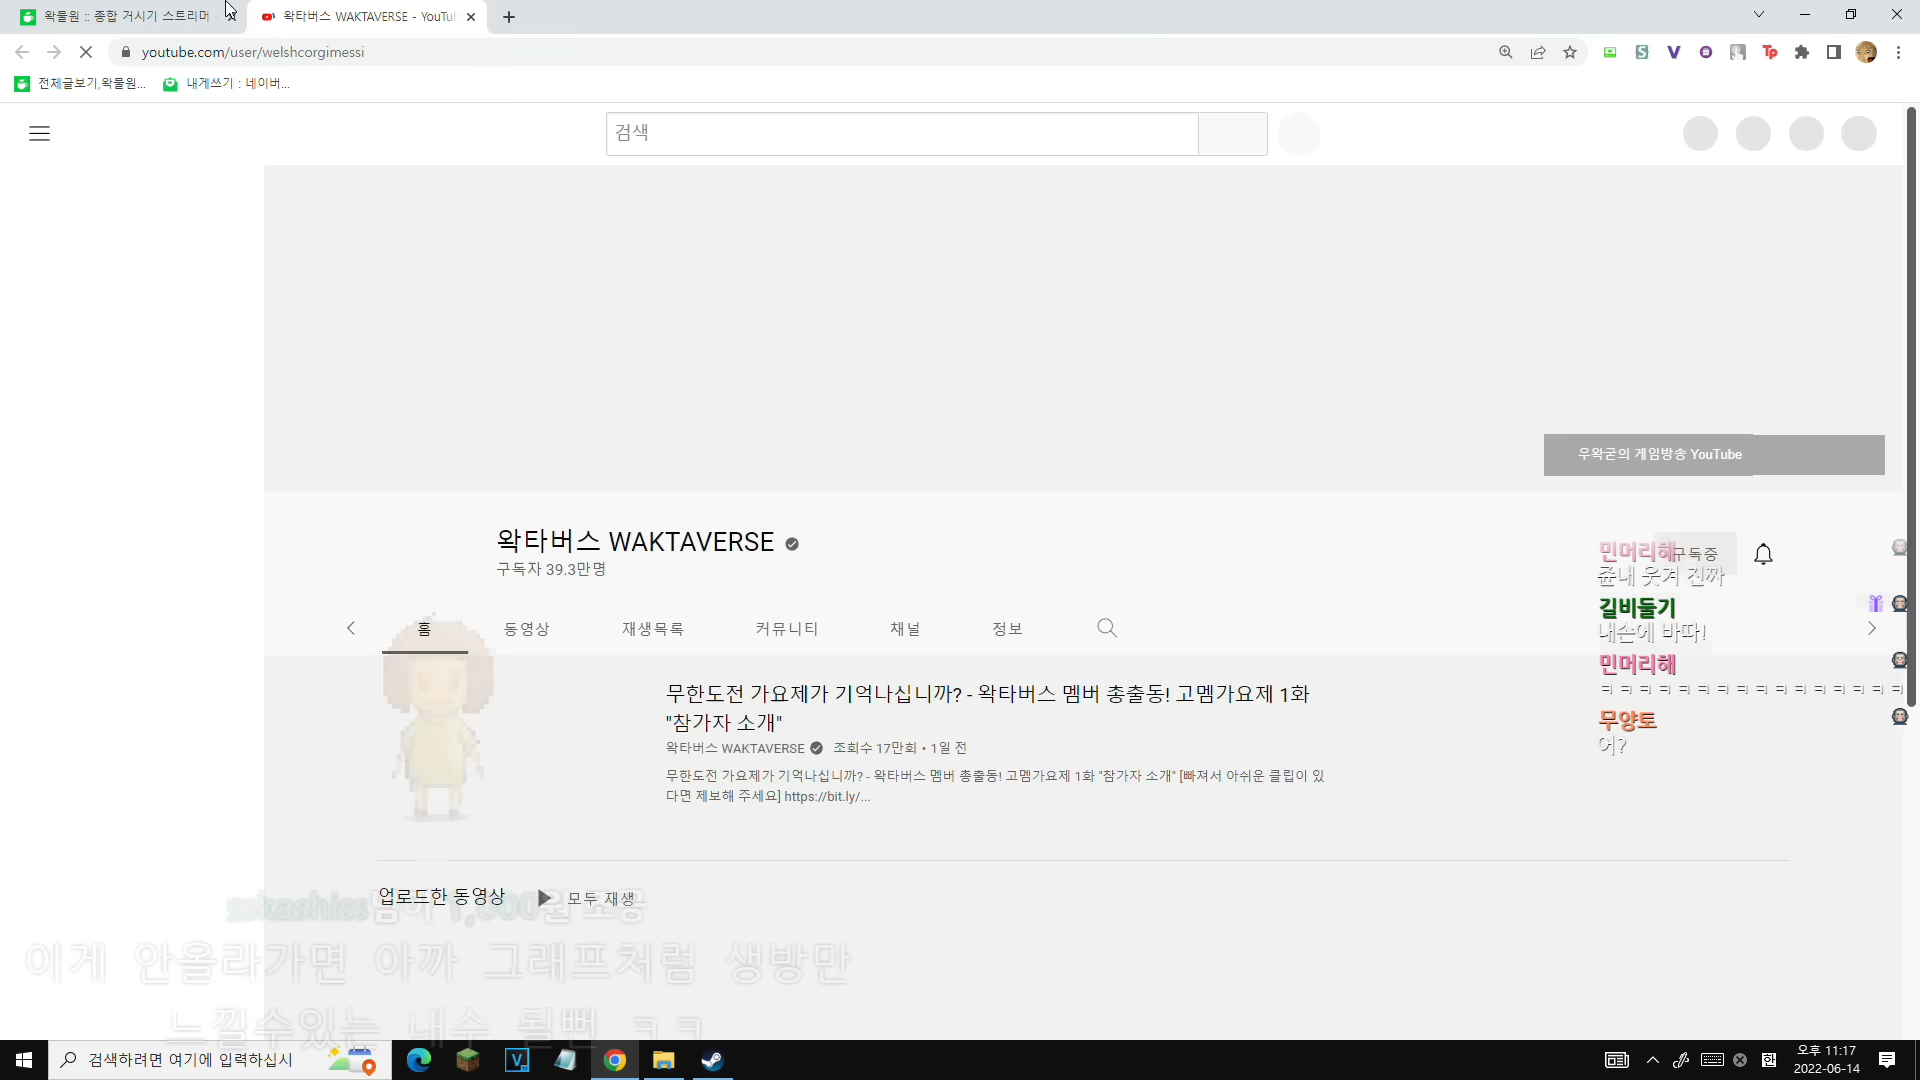 왁물원 :: 종합 거시기 스트리머
왁타버스 WAKTAVERSE - YouTu
youtube.com/user/welshcorgimessi
전체글보기,왁물원...
내게쓰기 : 네이버...
검색
우왁굳의 게임방송 YouTube
왁타버스 WAKTAVERSE
구독자 39.3만명
구독중
민머리해
쥰내 웃겨 진짜
길비둘기
내손에 바따!
민머리해
ㅋㅋㅋㅋㅋㅋㅋㅋㅋㅋㅋㅋㅋㅋㅋㅋ
무양토
어?
홈
동영상
재생목록
커뮤니티
채널
정보
무한도전 가요제가 기억나십니까? - 왁타버스 멤버 총출동! 고멤가요제 1화
"참가자 소개"
왁타버스 WAKTAVERSE 조회수 17만회 • 1일 전
무한도전 가요제가 기억나십니까? - 왁타버스 멤버 총출동! 고멤가요제 1화 "참가자 소개" [빠져서 아쉬운 클립이 있
다면 제보해 주세요] https://bit.ly/...
업로드한 동영상
모두 재생
이게 안올라가면 아까 그래프처럼 생방만
느낄수있는 내수 될뻔 ㅋㅋ
검색하려면 여기에 입력하십시
한
오후 11:17
2022-06-14